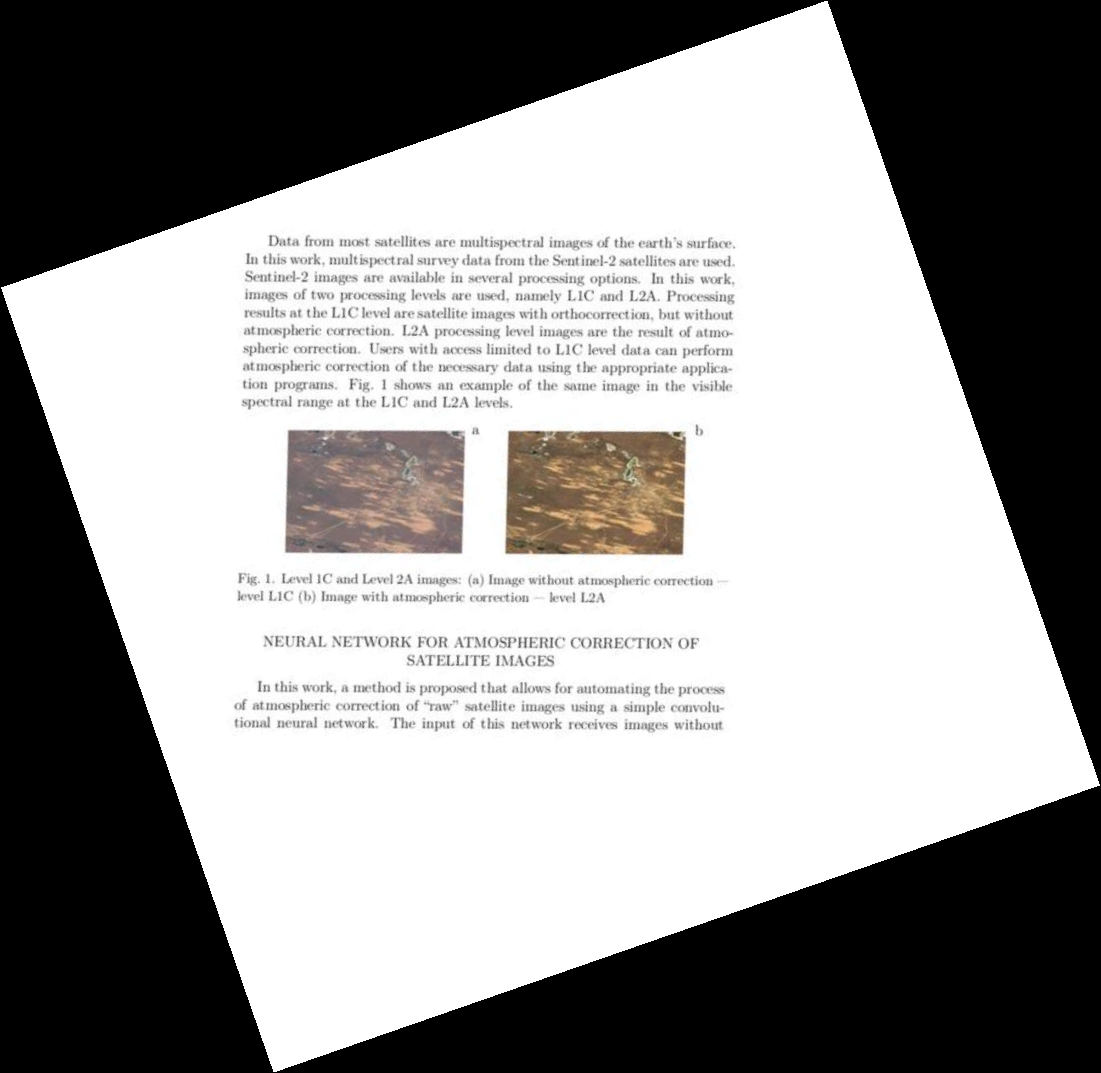 Data from most satellites are multispectral images of the earth's surface.
In this work, multispectral survey data from the Sentinel-2 satellites are used.
Sentinel-2 images are available in several processing options. In this work,
images of two processing levels are used, namely L1C and L2A. Processing
results at the L1C level are satellite images with orthocorrection, but without
atmospheric correction. L2A processing level images are the result of atmo-
spheric correction. Users with access limited to L1C level data can perform
atmospheric correction of the necessary data using the appropriate applica-
tion programs. Fig. 1 shows an example of the same image in the visible
spectral range at the L1C and L2A levels.
a b
Fig. 1. Level 1C and Level 2A images: (a) Image without atmospheric correction —
level L1C (b) Image with atmospheric correction — level L2A
NEURAL NETWORK FOR ATMOSPHERIC CORRECTION OF
SATELLITE IMAGES
In this work, a method is proposed that allows for automating the process
of atmospheric correction of “raw” satellite images using a simple convolu-
tional neural network. The input of this network receives images without